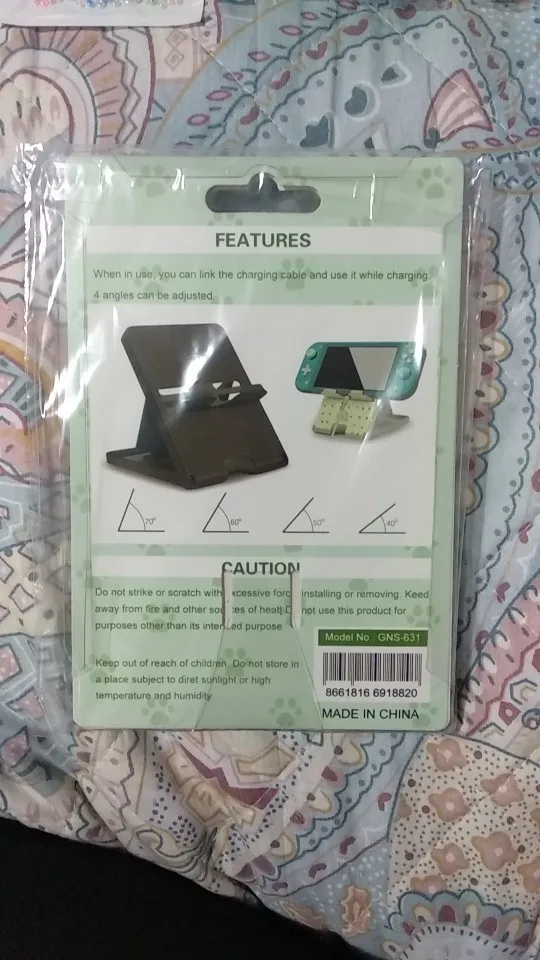 FEATURES
When in use, you can link the charging cable and use it while charging.
4 angles can be adjusted
70°
60°
50°
40°
CAUTION
Do not strike or scratch with excessive force installing or removing. Keep
away from fire and other sources of heat Do not use this product for
purposes other than its intended purpose
Keep out of reach of children. Do not store in
a place subject to diret sunlight or high
temperature and humidity.
Model No.: GNS-631
8661816 6918820
MADE IN CHINA